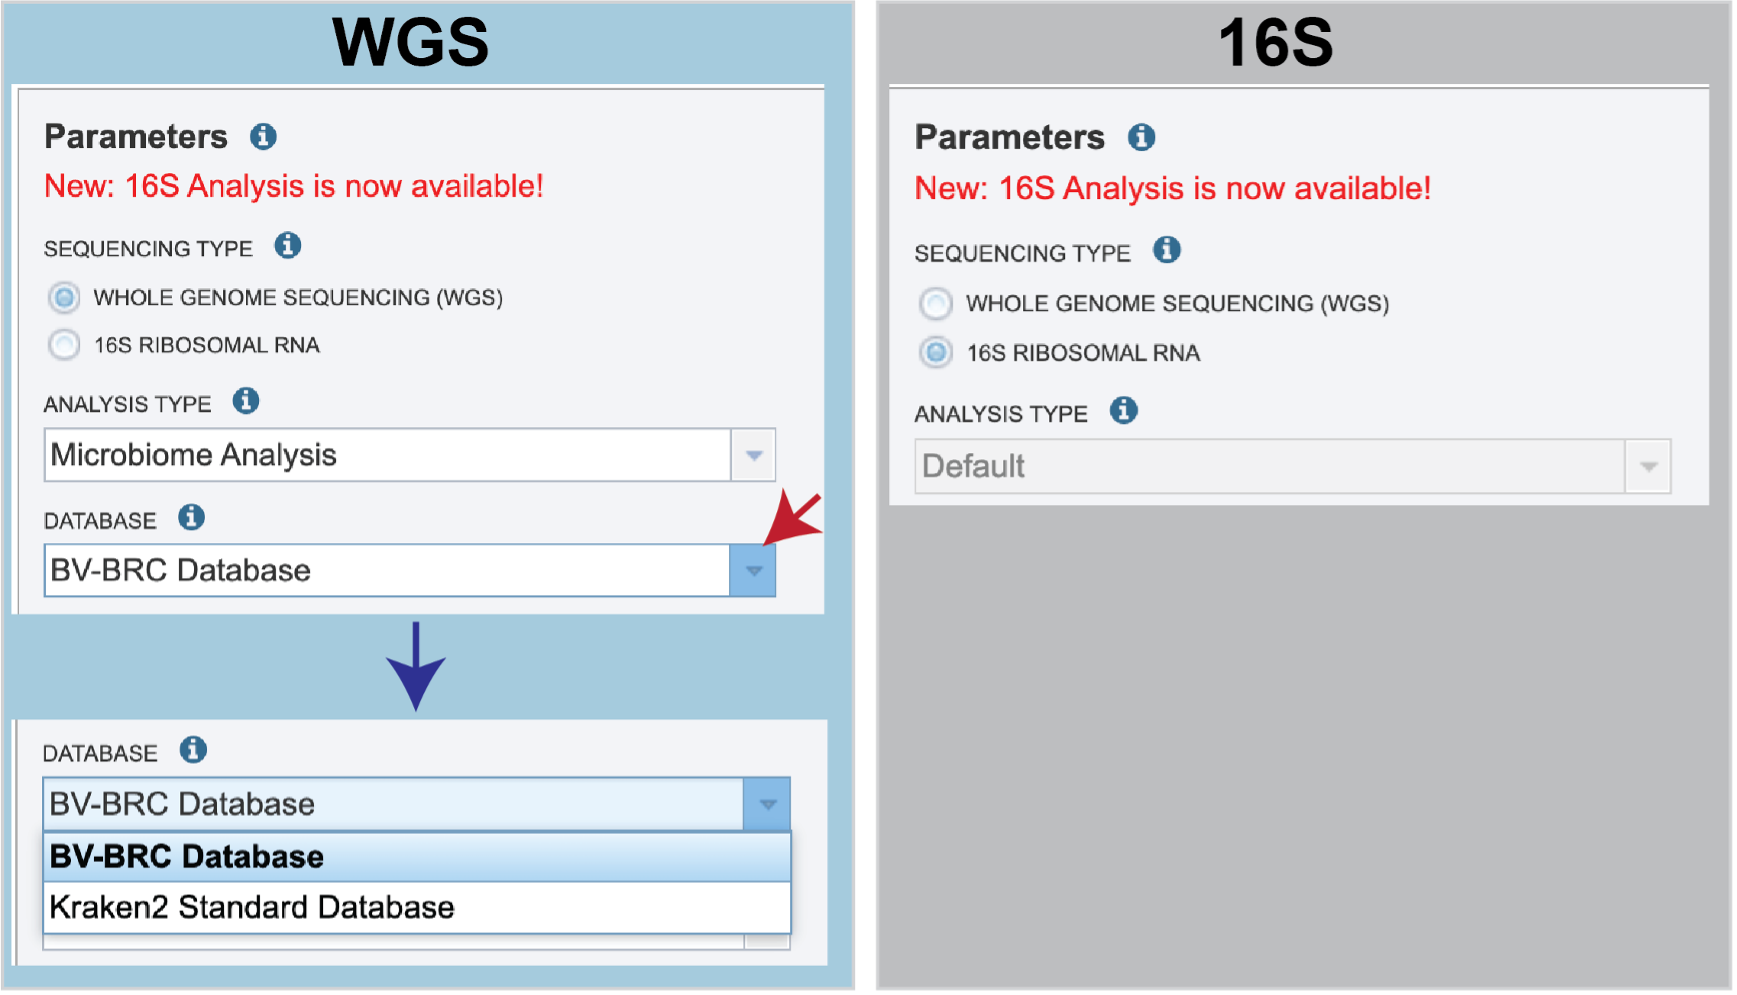 WGS
Parameters
New: 16S Analysis is now available!
SEQUENCING TYPE
WHOLE GENOME SEQUENCING (WGS)
16S RIBOSOMAL RNA
ANALYSIS TYPE
Microbiome Analysis
DATABASE
BV-BRC Database
DATABASE
BV-BRC Database
BV-BRC Database
Kraken2 Standard Database
16S
Parameters
New: 16S Analysis is now available!
SEQUENCING TYPE
WHOLE GENOME SEQUENCING (WGS)
16S RIBOSOMAL RNA
ANALYSIS TYPE
Default